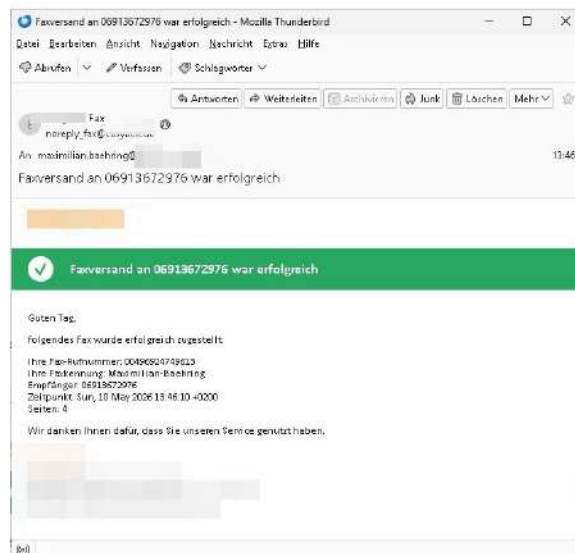 Faxversand an 06913672976 war erfolgreich - Mozilla Thunderbird
Datei Bearbeiten Ansicht Navigation Nachricht Extras Hilfe
Abrufen Verfassen Schlagwörter
Antworten Weiterleiten Archivieren Junk Löschen Mehr
Fax
noreply_fax@
An maximilian.baehring@
13:46
Faxversand an 06913672976 war erfolgreich
Faxversand an 06913672976 war erfolgreich
Guten Tag,
folgendes Fax wurde erfolgreich zugestellt
Ihre Fax-Rufnummer: 00496924749613
Ihre Faxkennung: Maximilian-Baehring
Empfänger: 06913672976
Zeitpunkt: Sun, 10 May 2026 13:46:10 +0200
Seiten: 4
Wir danken Ihnen dafür, dass Sie unseren Service genutzt haben.